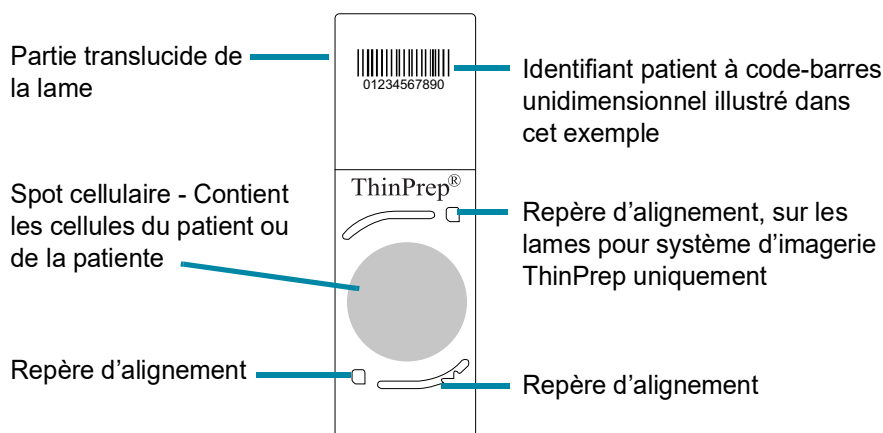 Partie translucide de
la lame
01234567890
Identifiant patient à code-barres
unidimensionnel illustré dans
cet exemple
ThinPrep®
Spot cellulaire - Contient
les cellules du patient ou
de la patiente
Repère d’alignement, sur les
lames pour système d’imagerie
ThinPrep uniquement
Repère d’alignement
Repère d’alignement